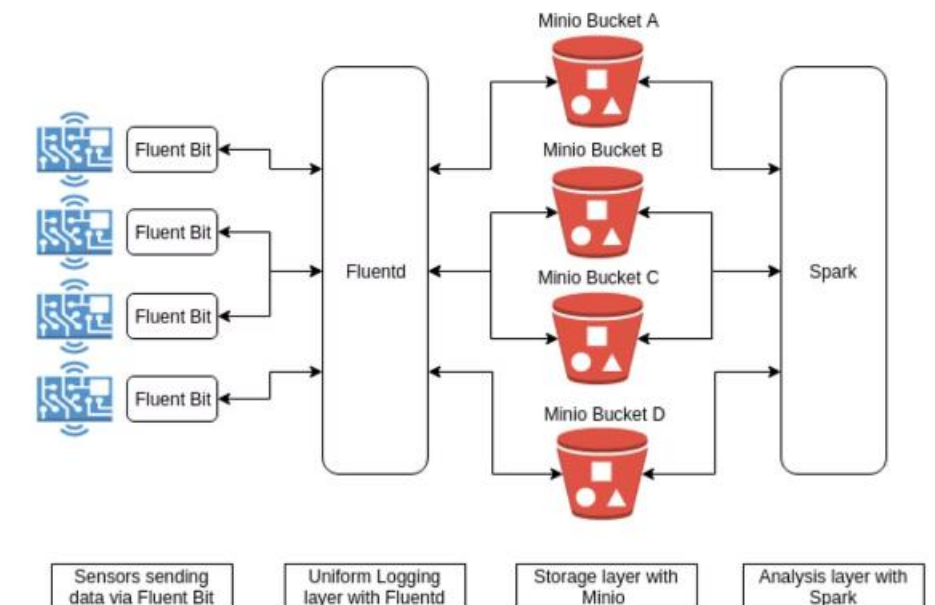 Minio Bucket A
Fluent Bit
Minio Bucket B
Fluent Bit
Fluentd
Minio Bucket C
Spark
Fluent Bit
Fluent Bit
Minio Bucket D
Sensors sending
data via Fluent Bit
Uniform Logging
layer with Fluentd
Storage layer with
Minio
Analysis layer with
Spark